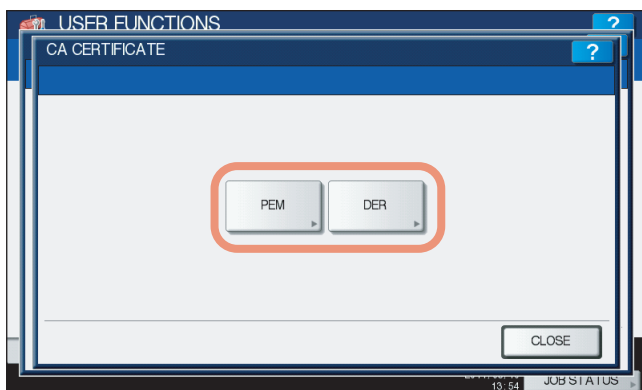 USER FUNCTIONS
?
CA CERTIFICATE
?
PEM
DER
CLOSE
13:54
JOB STATUS